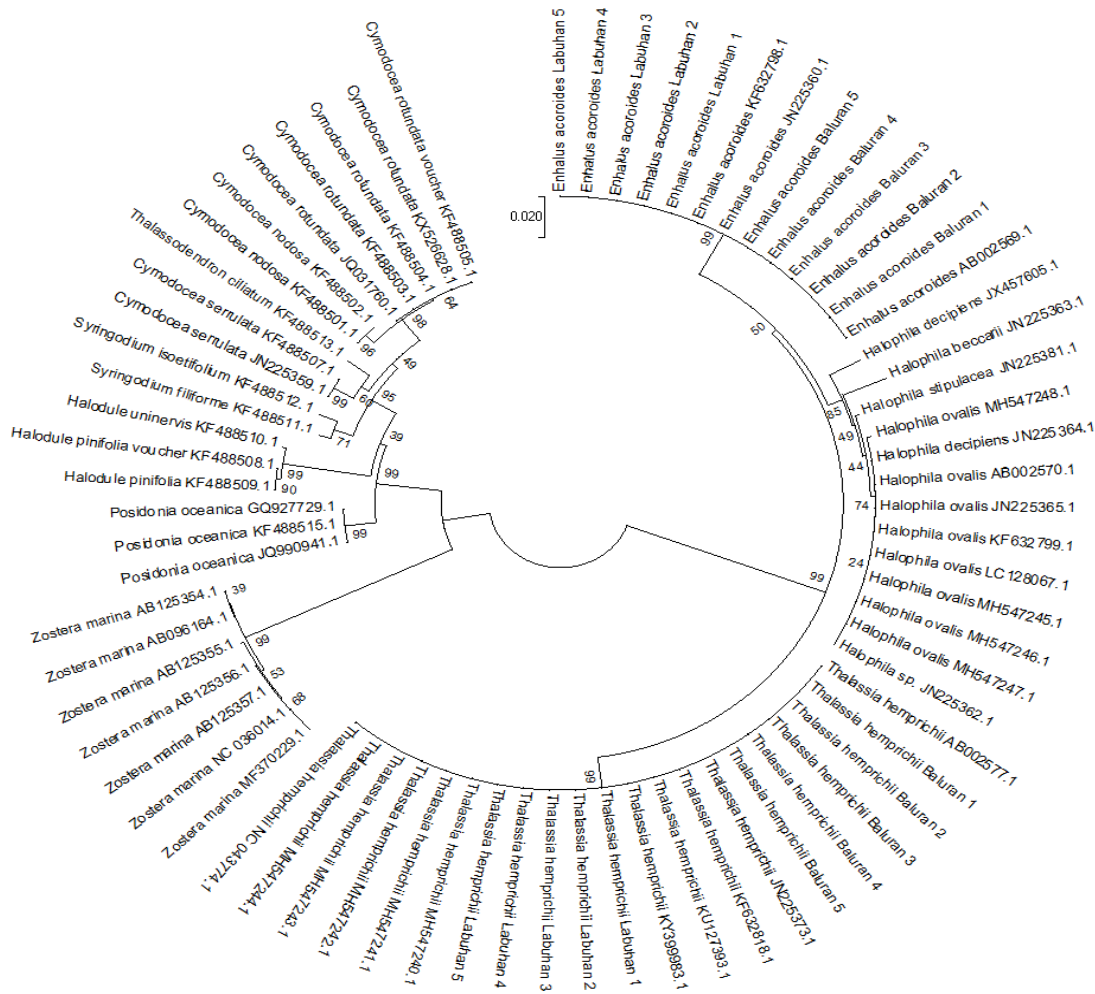 Enhalus acoroides Labuhan 5
Enhalus acoroides Labuhan 4
Enhalus acoroides Labuhan 3
Enhalus acoroides Labuhan 2
Enhalus acoroides Labuhan 1
Enhalus acoroides KF632798.1
Enhalus acoroides JN225360.1
Enhalus acoroides Baluran 5
Enhalus acoroides Baluran 4
Enhalus acoroides Baluran 3
Enhalus acoroides Baluran 2
Enhalus acoroides Baluran 1
Enhalus acoroides AB002569.1
Halophila decipiens JX457605.1
Halophila beccarii JN225363.1
Halophila stipulacea JN225381.1
Halophila ovalis MH547248.1
Halophila decipiens JN225364.1
Halophila ovalis AB002570.1
Halophila ovalis JN225365.1
Halophila ovalis KF632799.1
Halophila ovalis LC128067.1
Halophila ovalis MH547245.1
Halophila ovalis MH547246.1
Halophila ovalis MH547247.1
Halophila sp. JN225362.1
Thalassia hemprichii AB002577.1
Thalassia hemprichii Baluran 1
Thalassia hemprichii Baluran 2
Thalassia hemprichii Baluran 3
Thalassia hemprichii Baluran 4
Thalassia hemprichii Baluran 5
Thalassia hemprichii JN225373.1
Thalassia hemprichii KF632818.1
Thalassia hemprichii KU127393.1
Thalassia hemprichii KY399983.1
Thalassia hemprichii Labuhan 1
Thalassia hemprichii Labuhan 2
Thalassia hemprichii Labuhan 3
Thalassia hemprichii Labuhan 4
Thalassia hemprichii Labuhan 5
Thalassia hemprichii MH547240.1
Thalassia hemprichii MH547241.1
Thalassia hemprichii MH547242.1
Thalassia hemprichii MH547243.1
Thalassia hemprichii MH547244.1
Thalassia hemprichii NC 043774.1
Zostera marina MF370229.1
Zostera marina NC 036014.1
Zostera marina AB125357.1
Zostera marina AB125356.1
Zostera marina AB125355.1
Zostera marina AB096164.1
Zostera marina AB125354.1
Posidonia oceanica JQ990941.1
Posidonia oceanica KF488515.1
Posidonia oceanica GQ927729.1
Halodule pinifolia KF488509.1
Halodule pinifolia voucher KF488508.1
Halodule uninervis KF488510.1
Syringodium filiforme KF488511.1
Syringodium isoetifolium KF488512.1
Cymodocea serrulata JN225359.1
Cymodocea serrulata KF488507.1
Thalassodendron ciliatum KF488513.1
Cymodocea nodosa KF488501.1
Cymodocea nodosa KF488502.1
Cymodocea rotundata JQ031760.1
Cymodocea rotundata KF488503.1
Cymodocea rotundata KF488504.1
Cymodocea rotundata KX526628.1
Cymodocea rotundata voucher KF488505.1
0.020
99
50
85
49
44
74
24
99
99
68
53
99
39
99
90
99
99
39
71
95
60
99
49
96
98
64